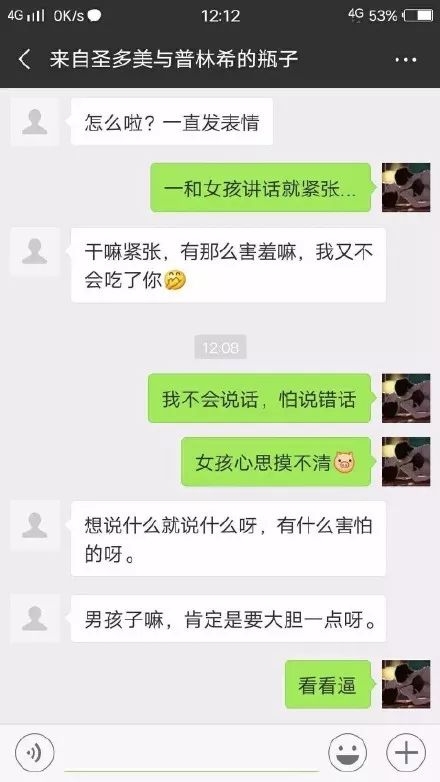 4G 0K/s 12:12 4G 53%
来自圣多美与普林希的瓶子
怎么啦？一直发表情
一和女孩讲话就紧张...
干嘛紧张，有那么害羞嘛，我又不
会吃了你🤣
12:08
我不会说话，怕说错话
女孩心思摸不清🐷
想说什么就说什么呀，有什么害怕
的呀。
男孩子嘛，肯定是要大胆一点呀。
看看逼